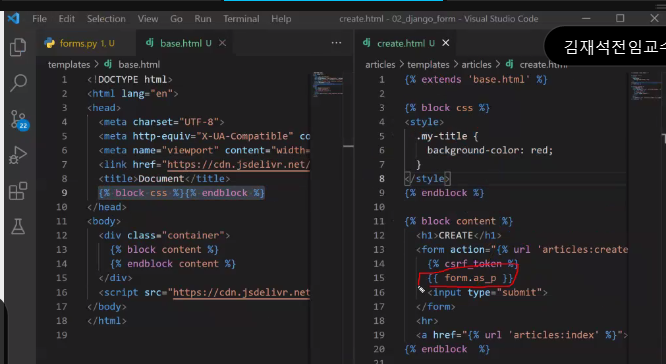 File Edit Selection View Go Run Terminal Help create.html - 02_django_form - Visual Studio Code
김재석전임교수
forms.py 1, U base.html U × ··· create.html U ×
templates > base.html
articles > templates > articles > create.html
1 <!DOCTYPE html>
2 <html lang="en">
3 <head>
4 <meta charset="UTF-8">
5 <meta http-equiv="X-UA-Compatible" co
6 <meta name="viewport" content="width=
7 <link href="https://cdn.jsdelivr.net/
8 <title>Document</title>
9 {% block css %}{% endblock %}
10 </head>
11 <body>
12 <div class="container">
13 {% block content %}
14 {% endblock content %}
15 </div>
16 <script src="https://cdn.jsdelivr.net
17 </body>
18 </html>
19
1 {% extends 'base.html' %}
2
3 {% block css %}
4 <style>
5 .my-title {
6 background-color: red;
7 }
8 </style>
9 {% endblock %}
10
11 {% block content %}
12 <h1>CREATE</h1>
13 <form action="{% url 'articles:create
14 {% csrf_token %}
15 {{ form.as_p }}
16 <input type="submit">
17 </form>
18 <hr>
19 <a href="{% url 'articles:index' %}">
20 {% endblock %}
21
22